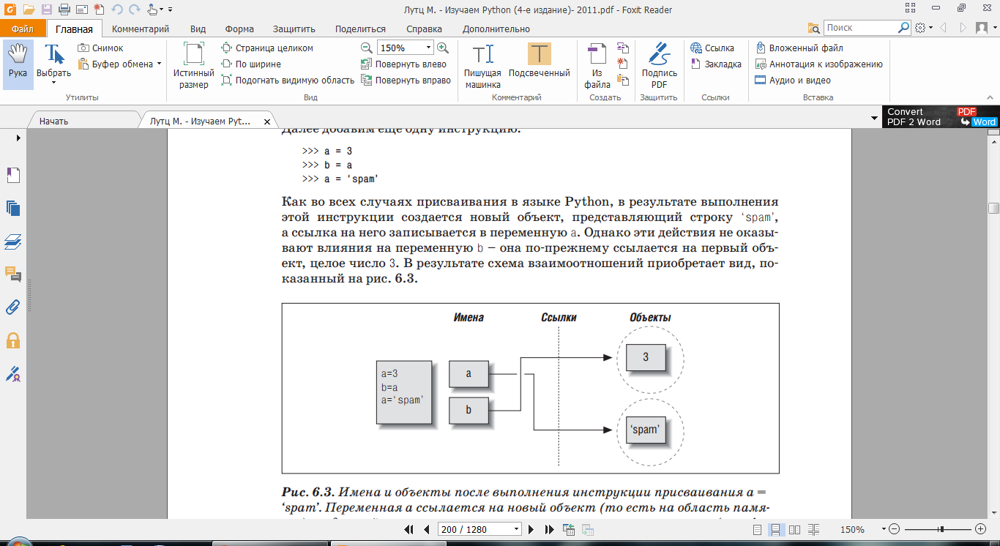 Лутц М. - Изучаем Python (4-е издание)- 2011.pdf - Foxit Reader
Файл Главная Комментарий Вид Форма Защитить Поделиться Справка Дополнительно Поиск
Рука
Выбрать
Снимок
Буфер обмена
Утилиты
Истинный размер
Страница целиком
По ширине
Подогнать видимую область
150%
Повернуть влево
Повернуть вправо
Вид
Пишущая машинка
Подсвеченный
Комментарий
Из файла
Создать
Подпись PDF
Защитить
Ссылка
Закладка
Ссылки
Вложенный файл
Аннотация к изображению
Аудио и видео
Вставка
Начать
Лутц М. - Изучаем Pyt...
Convert PDF
PDF 2 Word Word
Далее добавим еще одну инструкцию:
>>> a = 3
>>> b = a
>>> a = 'spam'
Как во всех случаях присваивания в языке Python, в результате выполнения
этой инструкции создается новый объект, представляющий строку ‘spam’,
а ссылка на него записывается в переменную a. Однако эти действия не оказы-
вают влияния на переменную b – она по-прежнему ссылается на первый объ-
ект, целое число 3. В результате схема взаимоотношений приобретает вид, по-
казанный на рис. 6.3.
Имена Ссылки Объекты
a=3
b=a
a=‘spam’
a
b
3
‘spam’
Рис. 6.3. Имена и объекты после выполнения инструкции присваивания a =
‘spam’. Переменная a ссылается на новый объект (то есть на область памя-
200 / 1280
150%